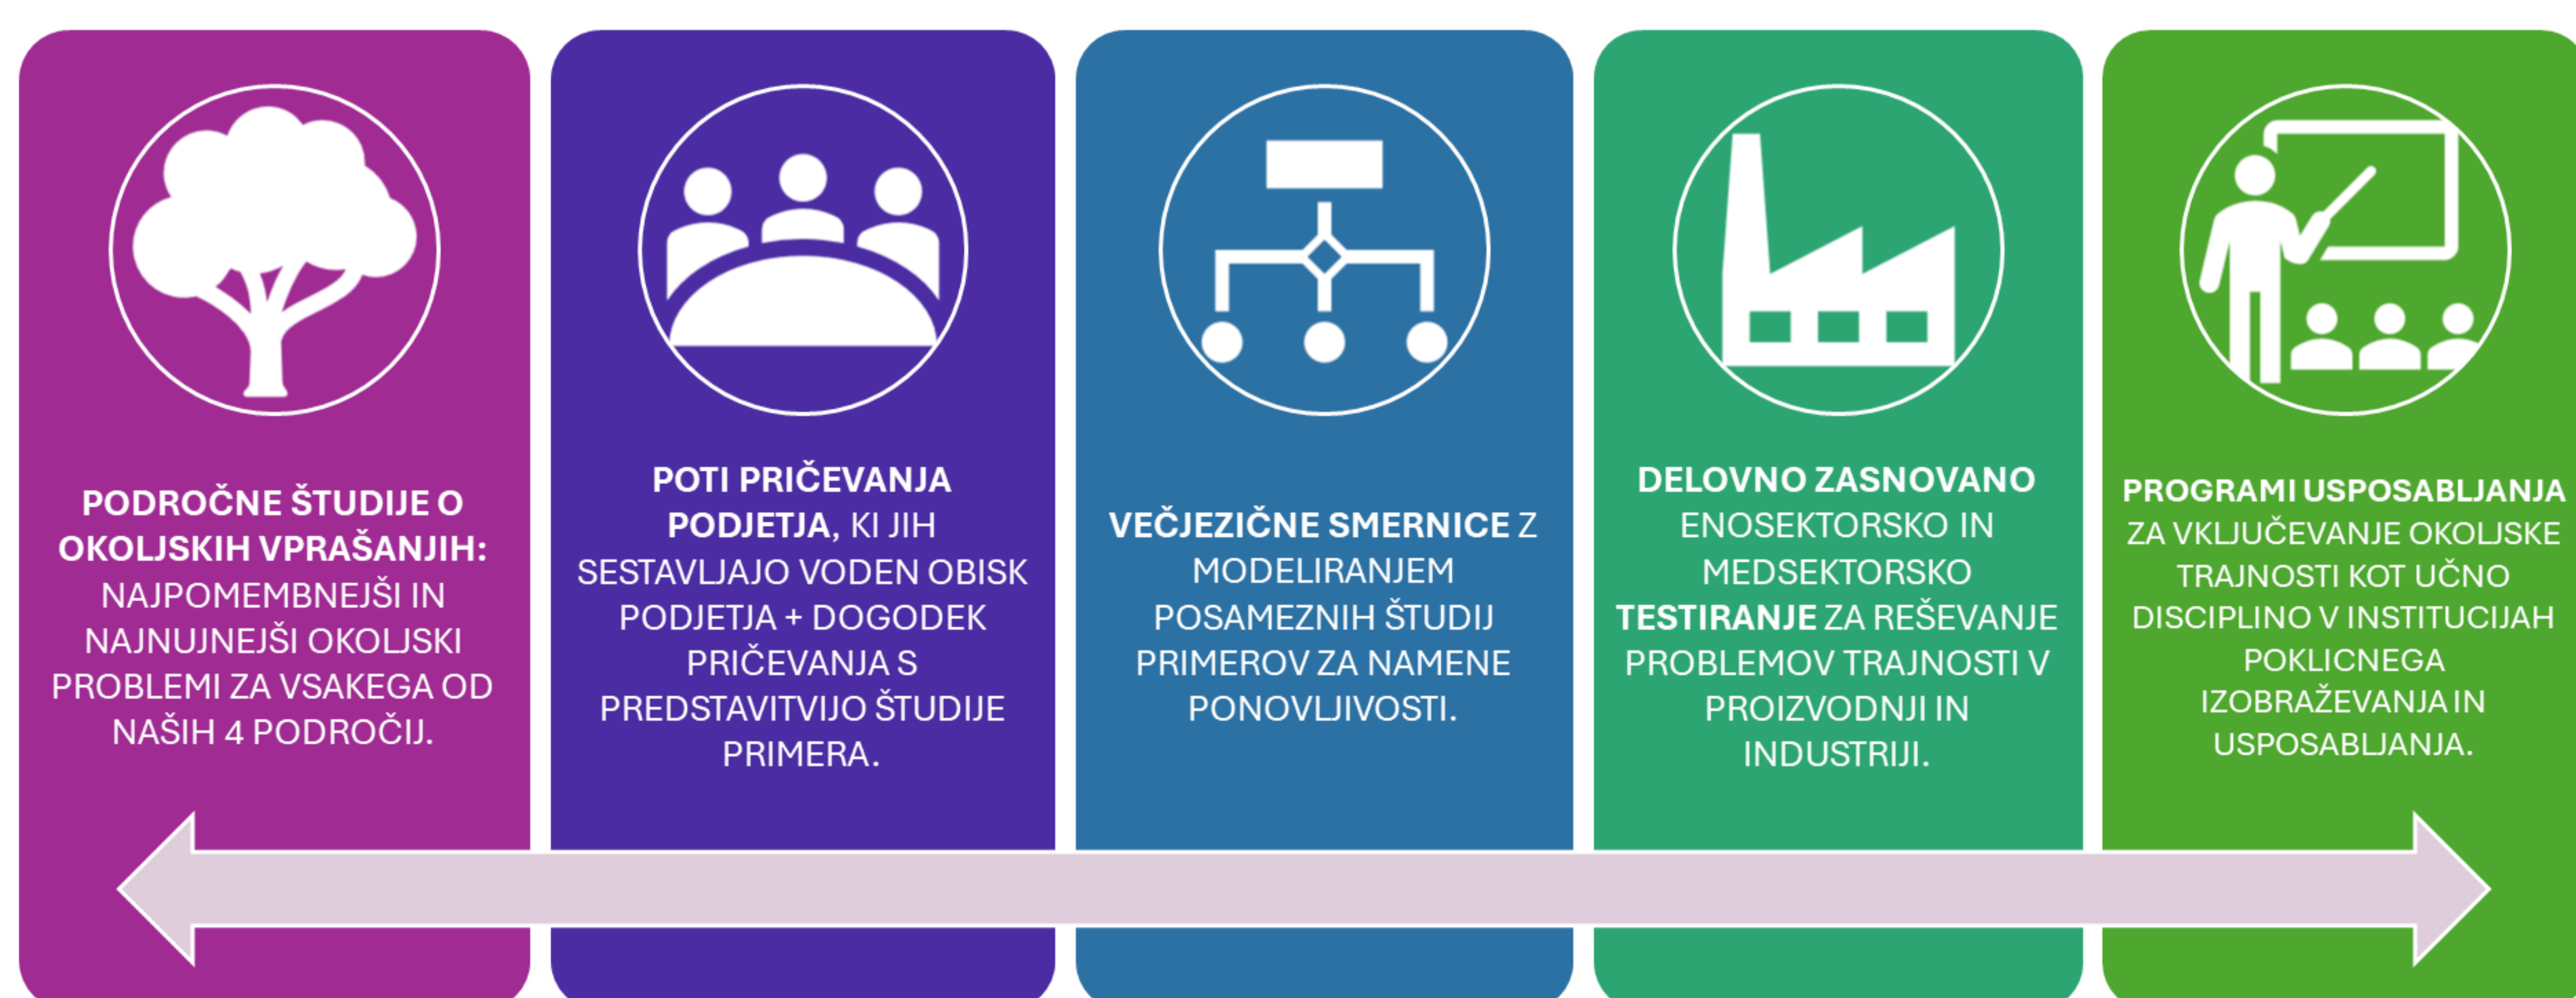 PODROČNE ŠTUDIJE O
OKOLJSKIH VPRAŠANJIH:
NAJPOMEMBNEJŠI IN
NAJNUJNEJŠI OKOLJSKI
PROBLEMI ZA VSAKEGA OD
NAŠIH 4 PODROČIJ.
POTI PRIČEVANJA
PODJETJA, KI JIH
SESTAVLJAJO VODEN OBISK
PODJETJA + DOGODEK
PRIČEVANJA S
PREDSTAVITVIJO ŠTUDIJE
PRIMERA.
VEČJEZIČNE SMERNICE Z
MODELIRANJEM
POSAMEZNIH ŠTUDIJ
PRIMEROV ZA NAMENE
PONOVLJIVOSTI.
DELOVNO ZASNOVANO
ENOSEKTORSKO IN
MEDSEKTORSKO
TESTIRANJE ZA REŠEVANJE
PROBLEMOV TRAJNOSTI V
PROIZVODNJI IN
INDUSTRIJI.
PROGRAMI USPOSABLJANJA
ZA VKLJUČEVANJE OKOLJSKE
TRAJNOSTI KOT UČNO
DISCIPLINO V INSTITUCIJAH
POKLICNEGA
IZOBRAŽEVANJA IN
USPOSABLJANJA.